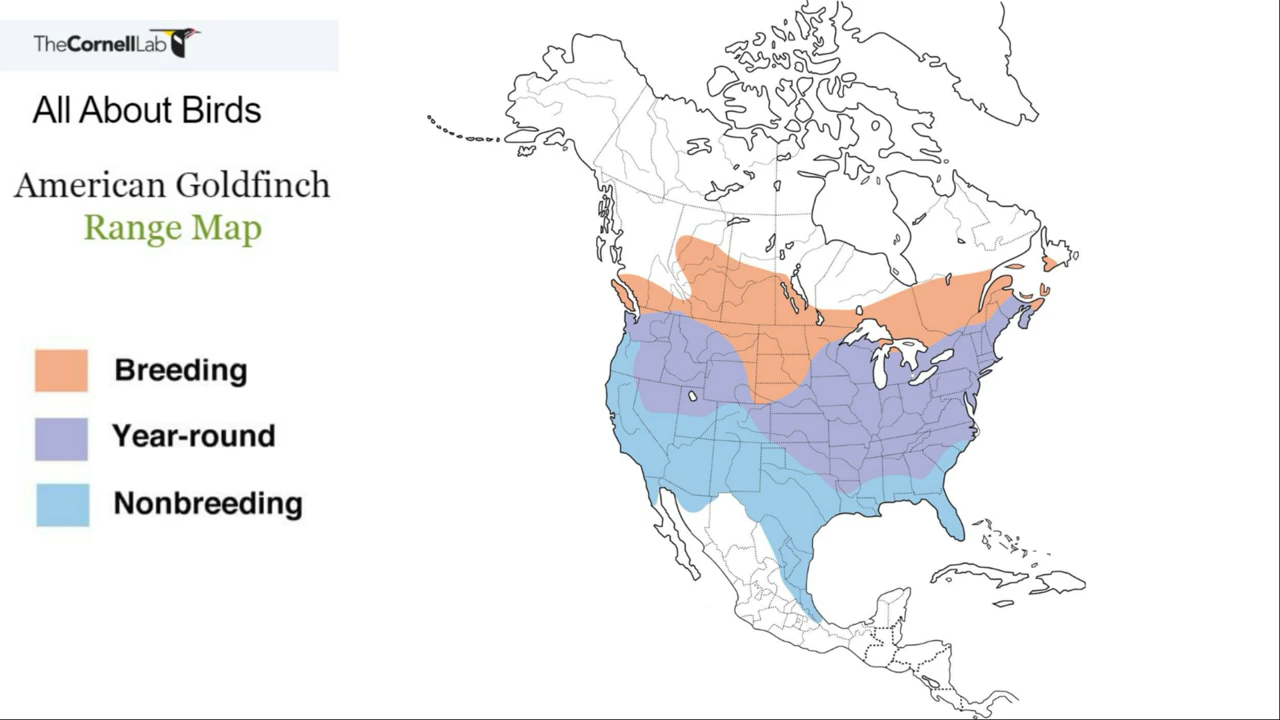 TheCornellLab
All About Birds
American Goldfinch
Range Map
Breeding
Year-round
Nonbreeding